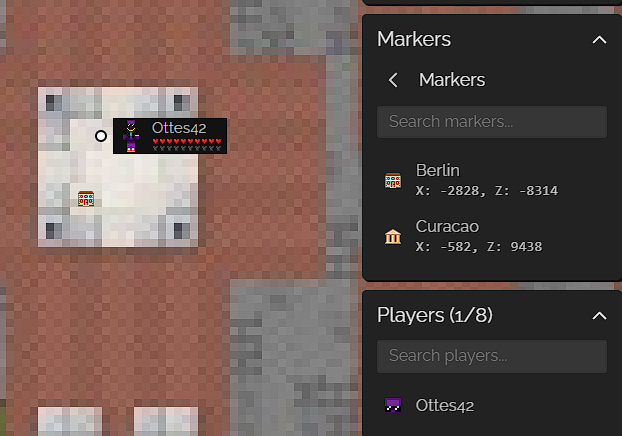 Ottes42
Markers
Markers
Search markers...
Berlin
X: -2828, Z: -8314
Curacao
X: -582, Z: 9438
Players (1/8)
Search players...
Ottes42